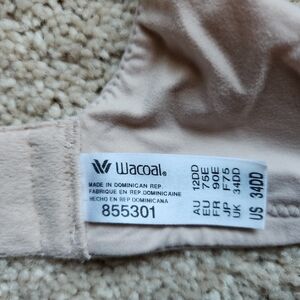 Wacoal®
MADE IN DOMINICAN REP.
FABRIQUE EN REP. DOMINICAINE
HECHO EN REP DOMINICANA
855301
AU 12DD
EU 75E
FR 90E
JP F75
UK 34DD
US 34DD